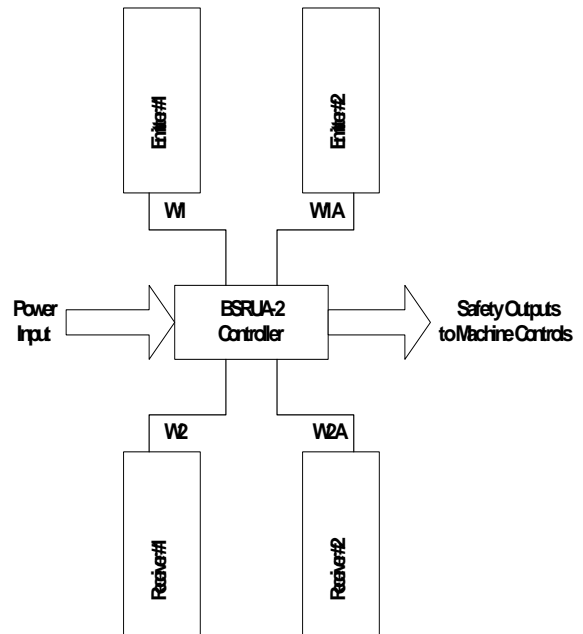 Emitter#1
Emitter#2
W1
W1A
Power
Input
BSRUA-2
Controller
Safety Outputs
to Machine Controls
W2
W2A
Receiver#1
Receiver#2